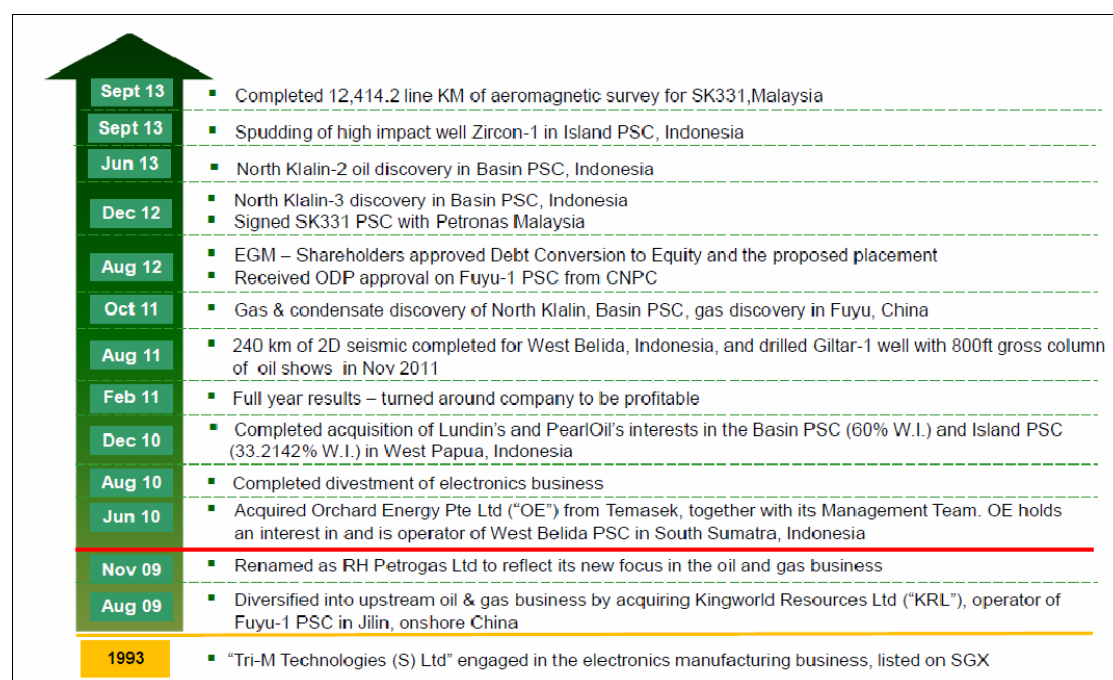 Sept 13
▪ Completed 12,414.2 line KM of aeromagnetic survey for SK331,Malaysia
Sept 13
▪ Spudding of high impact well Zircon-1 in Island PSC, Indonesia
Jun 13
▪ North Klalin-2 oil discovery in Basin PSC, Indonesia
Dec 12
▪ North Klalin-3 discovery in Basin PSC, Indonesia
▪ Signed SK331 PSC with Petronas Malaysia
Aug 12
▪ EGM – Shareholders approved Debt Conversion to Equity and the proposed placement
▪ Received ODP approval on Fuyu-1 PSC from CNPC
Oct 11
▪ Gas & condensate discovery of North Klalin, Basin PSC, gas discovery in Fuyu, China
Aug 11
▪ 240 km of 2D seismic completed for West Belida, Indonesia, and drilled Giltar-1 well with 800ft gross column
of oil shows in Nov 2011
Feb 11
▪ Full year results – turned around company to be profitable
Dec 10
▪ Completed acquisition of Lundin's and PearlOil's interests in the Basin PSC (60% W.I.) and Island PSC
(33.2142% W.I.) in West Papua, Indonesia
Aug 10
▪ Completed divestment of electronics business
Jun 10
▪ Acquired Orchard Energy Pte Ltd ("OE") from Temasek, together with its Management Team. OE holds
an interest in and is operator of West Belida PSC in South Sumatra, Indonesia
Nov 09
▪ Renamed as RH Petrogas Ltd to reflect its new focus in the oil and gas business
Aug 09
▪ Diversified into upstream oil & gas business by acquiring Kingworld Resources Ltd ("KRL"), operator of
Fuyu-1 PSC in Jilin, onshore China
1993
▪ "Tri-M Technologies (S) Ltd" engaged in the electronics manufacturing business, listed on SGX